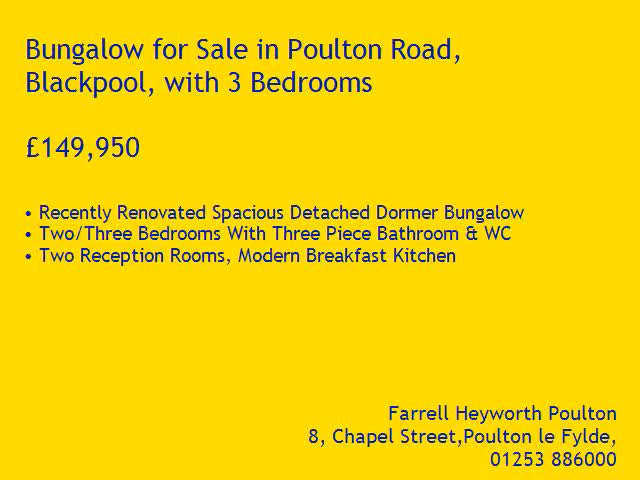 Bungalow for Sale in Poulton Road,
Blackpool, with 3 Bedrooms
£149,950
• Recently Renovated Spacious Detached Dormer Bungalow
• Two/Three Bedrooms With Three Piece Bathroom & WC
• Two Reception Rooms, Modern Breakfast Kitchen
Farrell Heyworth Poulton
8, Chapel Street,Poulton le Fylde,
01253 886000